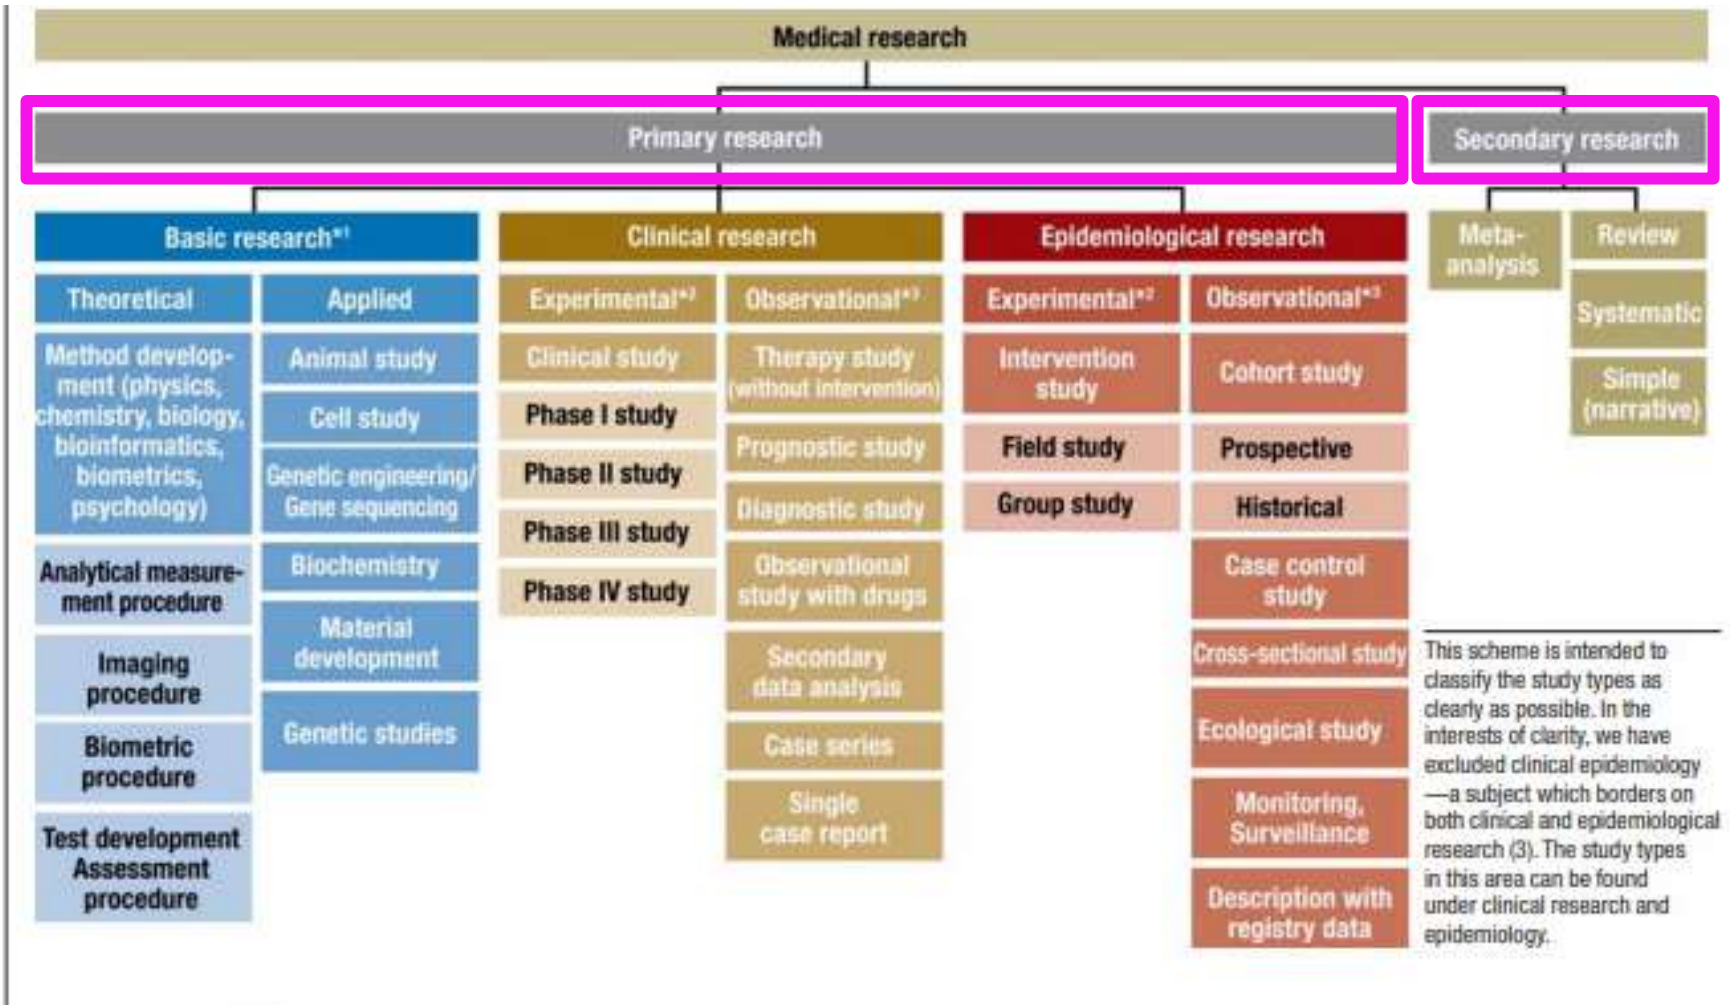 Medical research
Primary research
Secondary research
Basic research*1
Clinical research
Epidemiological research
Meta-
analysis
Review
Systematic
Simple
(narrative)
Theoretical
Method develop-
ment (physics,
chemistry, biology,
bioinformatics,
biometrics,
psychology)
Analytical measure-
ment procedure
Imaging
procedure
Biometric
procedure
Test development
Assessment
procedure
Applied
Animal study
Cell study
Genetic engineering/
Gene sequencing
Biochemistry
Material
development
Genetic studies
Experimental*2
Clinical study
Phase I study
Phase II study
Phase III study
Phase IV study
Observational*3
Therapy study
(without intervention)
Prognostic study
Diagnostic study
Observational
study with drugs
Secondary
data analysis
Case series
Single
case report
Experimental*2
Intervention
study
Field study
Group study
Observational*3
Cohort study
Prospective
Historical
Case control
study
Cross-sectional study
Ecological study
Monitoring,
Surveillance
Description with
registry data
This scheme is intended to
classify the study types as
clearly as possible. In the
interests of clarity, we have
excluded clinical epidemiology
—a subject which borders on
both clinical and epidemiological
research (3). The study types
in this area can be found
under clinical research and
epidemiology.